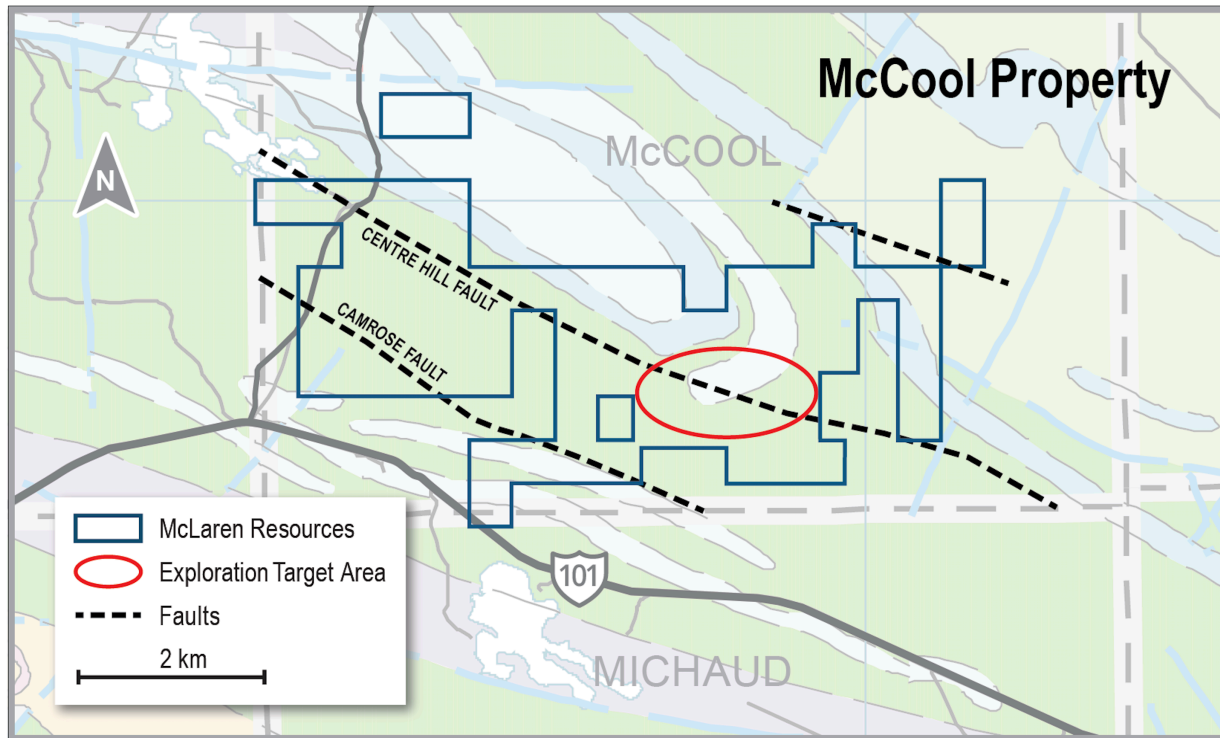 McCool Property
McCOOL
N
CENTRE HILL FAULT
CAMROSE FAULT
McLaren Resources
Exploration Target Area
Faults
2 km
101
MICHAUD